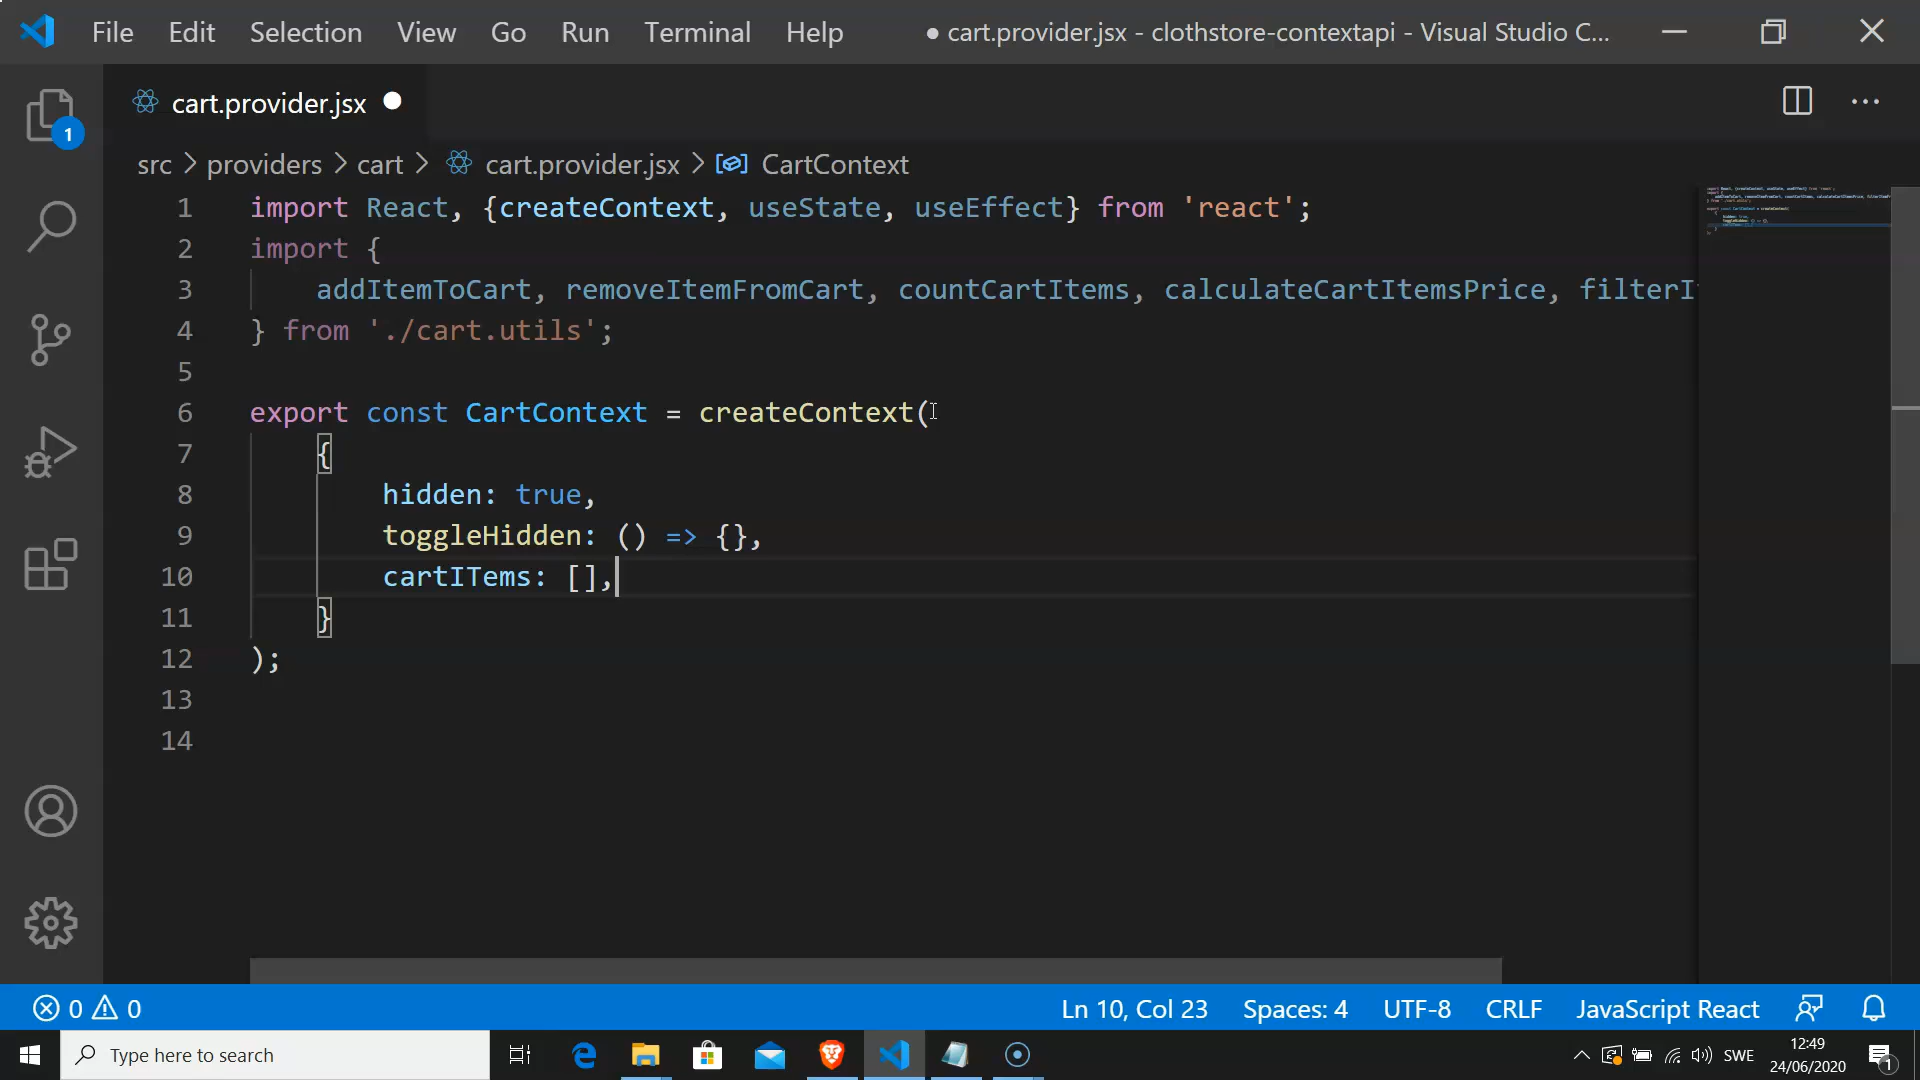 File Edit Selection View Go Run Terminal Help ● cart.provider.jsx - clothstore-contextapi - Visual Studio C...
cart.provider.jsx
src > providers > cart > cart.provider.jsx > CartContext
1 import React, {createContext, useState, useEffect} from 'react';
2 import {
3 addItemToCart, removeItemFromCart, countCartItems, calculateCartItemsPrice, filterI
4 } from './cart.utils';
5
6 export const CartContext = createContext(
7 {
8 hidden: true,
9 toggleHidden: () => {},
10 cartITems: [],
11 }
12 );
13
14
1
0 0 Ln 10, Col 23 Spaces: 4 UTF-8 CRLF JavaScript React
Type here to search SWE 12:49
24/06/2020 1